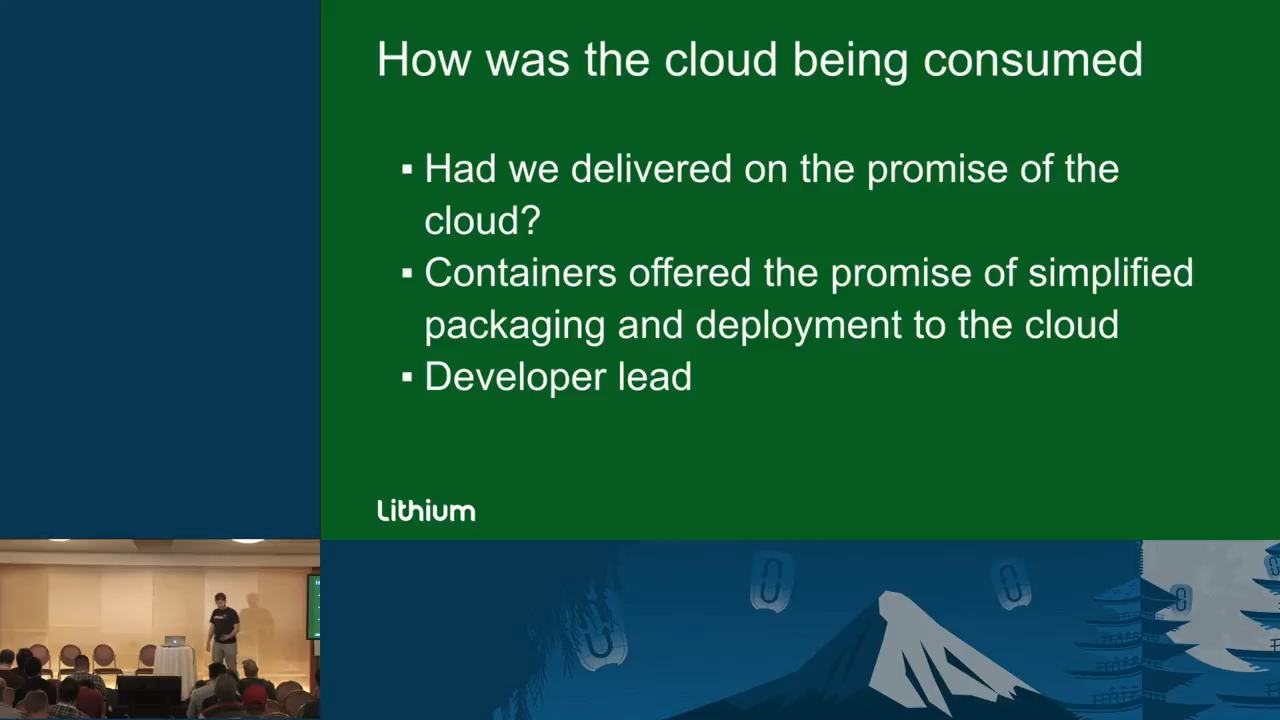 How was the cloud being consumed
▪ Had we delivered on the promise of the
cloud?
▪ Containers offered the promise of simplified
packaging and deployment to the cloud
▪ Developer lead
Lithium